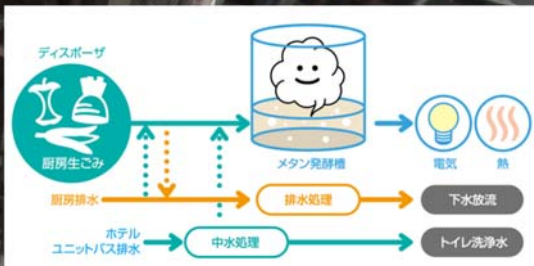 ディスポーザ
厨房生ごみ
メタン発酵槽
電気
熱
厨房排水
排水処理
下水放流
ホテル
ユニットバス排水
中水処理
トイレ洗浄水